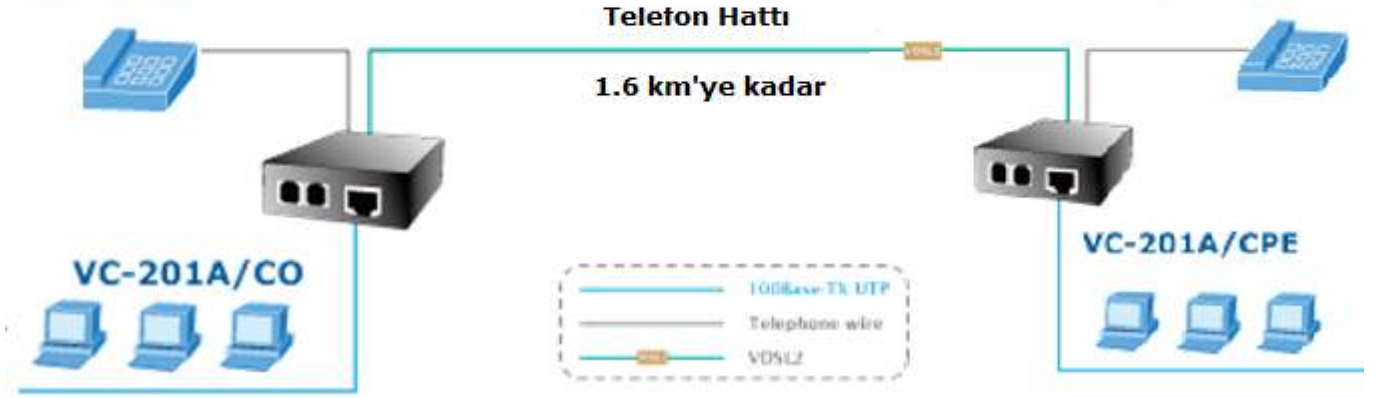 Telefon Hattı
VDSL2
1.6 km'ye kadar
VC-201A/CO
VC-201A/CPE
100Base-TX UTP
Telephone wire
VDSL2